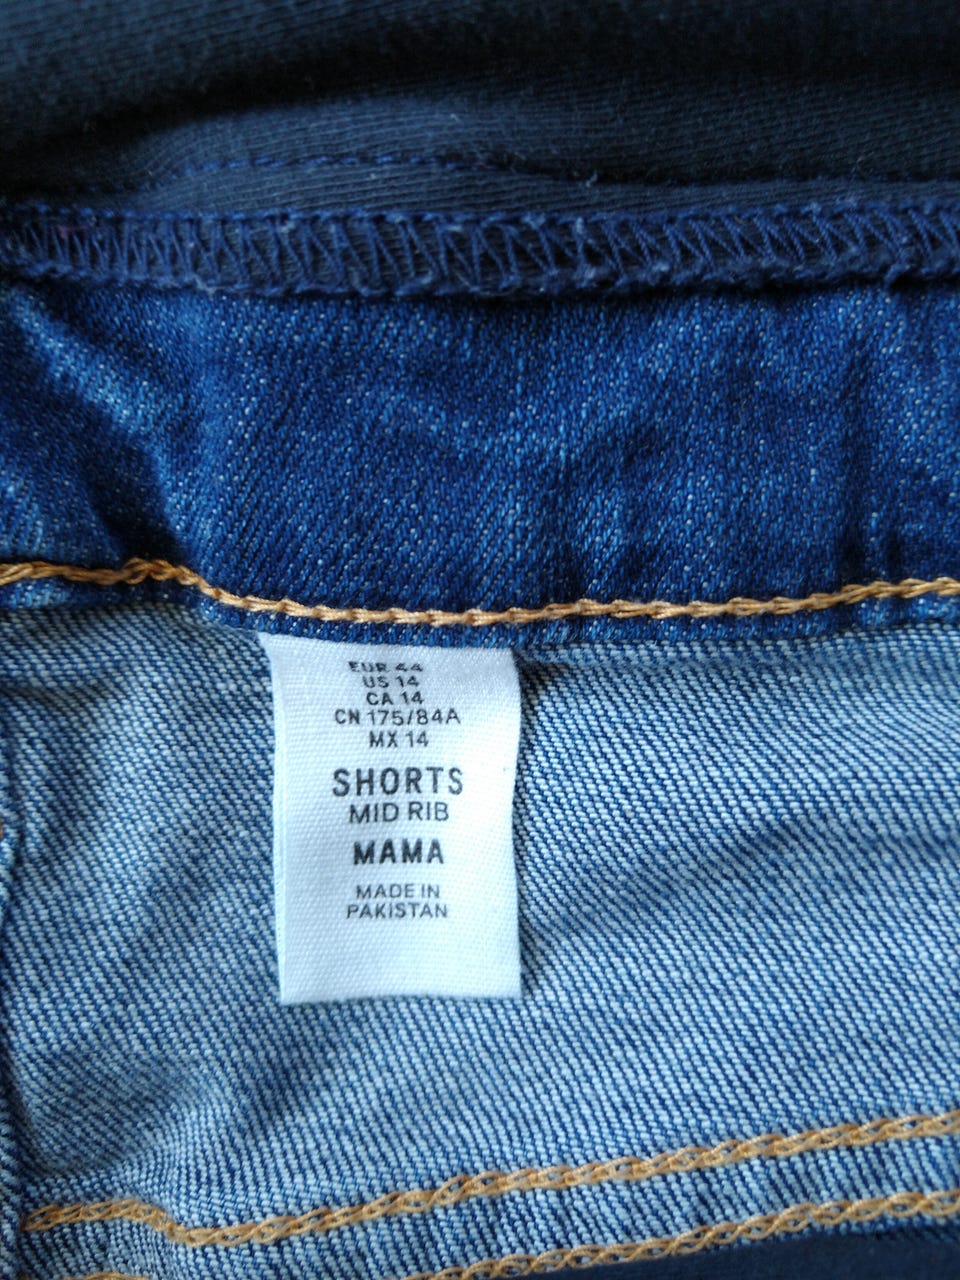 EUR 44
US 14
CA 14
CN 175/84A
MX 14
SHORTS
MID RIB
MAMA
MADE IN
PAKISTAN